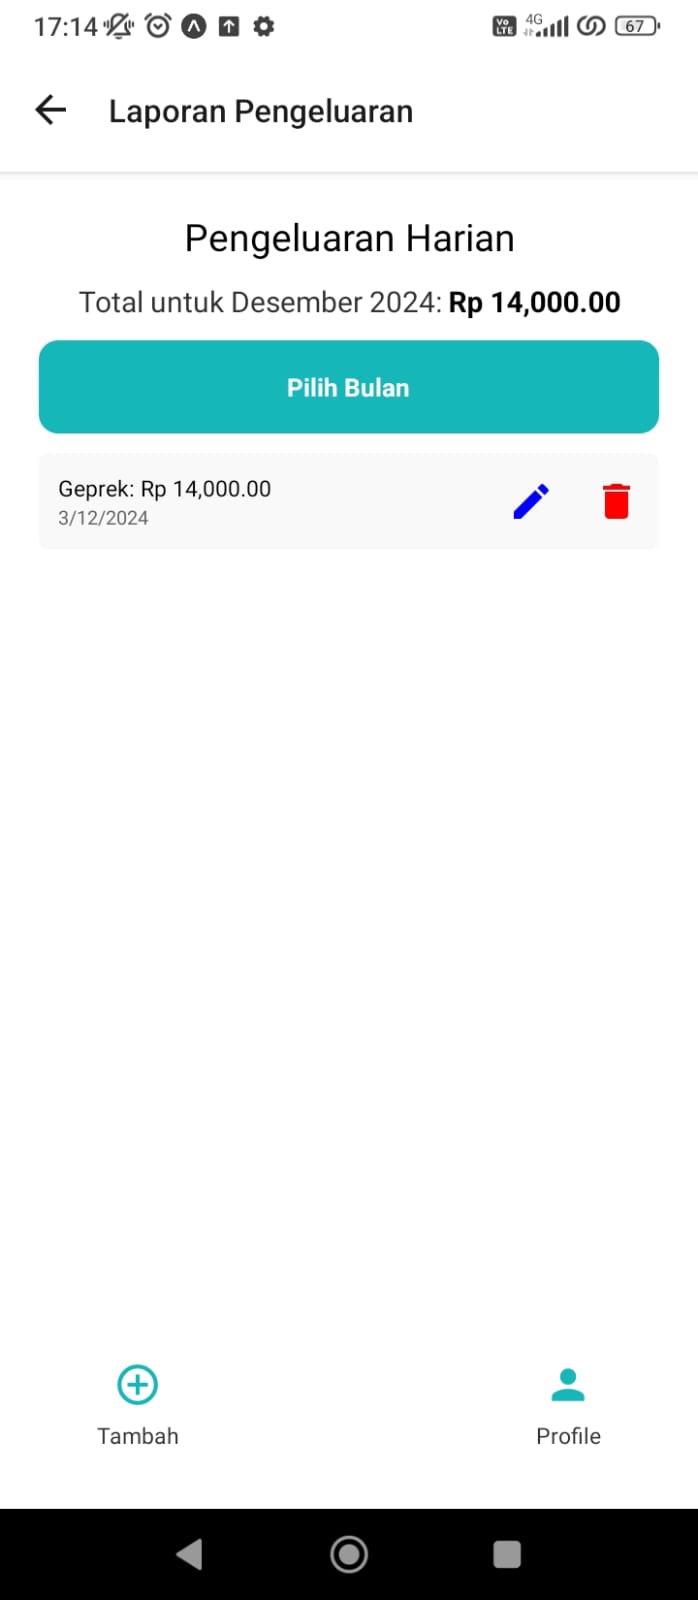 17:14
Vo LTE 4G 67
Laporan Pengeluaran
Pengeluaran Harian
Total untuk Desember 2024: Rp 14,000.00
Pilih Bulan
Geprek: Rp 14,000.00
3/12/2024
Tambah
Profile